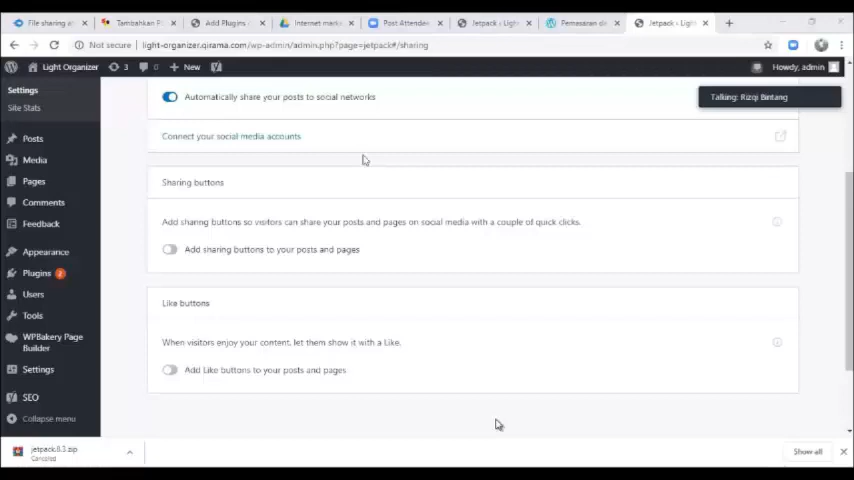 File sharing a
Tambahkan P
Add Plugins
Internet mark
Post Attendee
Jetpack ‹ Light
Pemasaran di
Jetpack ‹ Light
Not secure
light-organizer.qirama.com/wp-admin/admin.php?page=jetpack#/sharing
Light Organizer
3
0
New
Howdy, admin
Settings
Site Stats
Posts
Media
Pages
Comments
Feedback
Appearance
Plugins 2
Users
Tools
WPBakery Page
Builder
Settings
SEO
Collapse menu
Automatically share your posts to social networks
Talking: Rizqi Bintang
Connect your social media accounts
Sharing buttons
Add sharing buttons so visitors can share your posts and pages on social media with a couple of quick clicks.
Add sharing buttons to your posts and pages
Like buttons
When visitors enjoy your content, let them show it with a Like.
Add Like buttons to your posts and pages
jetpack.8.3.zip
Canceled
Show all